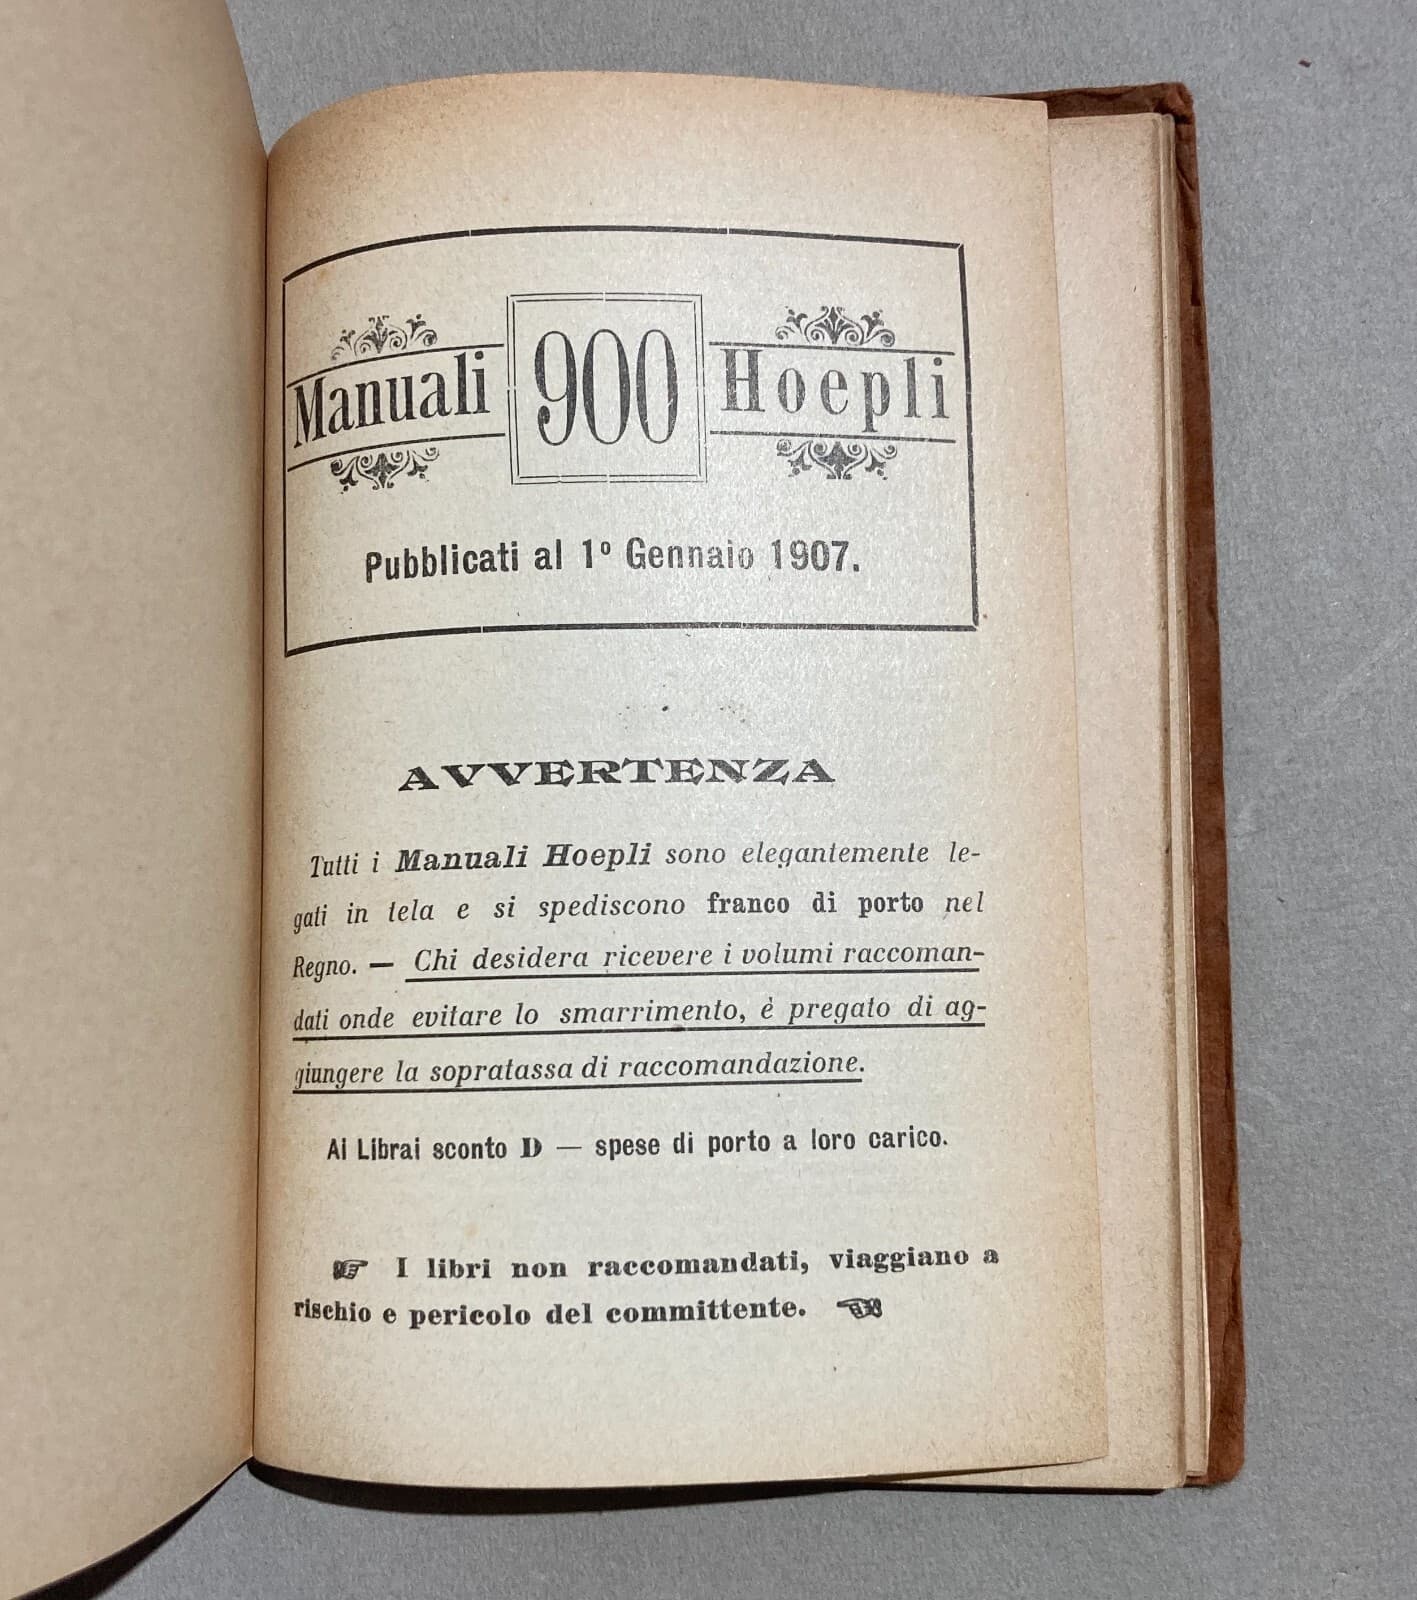 Manuali 900 Hoepli
Pubblicati al 1º Gennaio 1907.
AVVERTENZA
Tutti i Manuali Hoepli sono elegantemente le-
gati in tela e si spediscono franco di porto nel
Regno. — Chi desidera ricevere i volumi raccoman-
dati onde evitare lo smarrimento, è pregato di ag-
giungere la sopratassa di raccomandazione.
Ai Librai sconto D — spese di porto a loro carico.
☞ I libri non raccomandati, viaggiano a
rischio e pericolo del committente. ☜